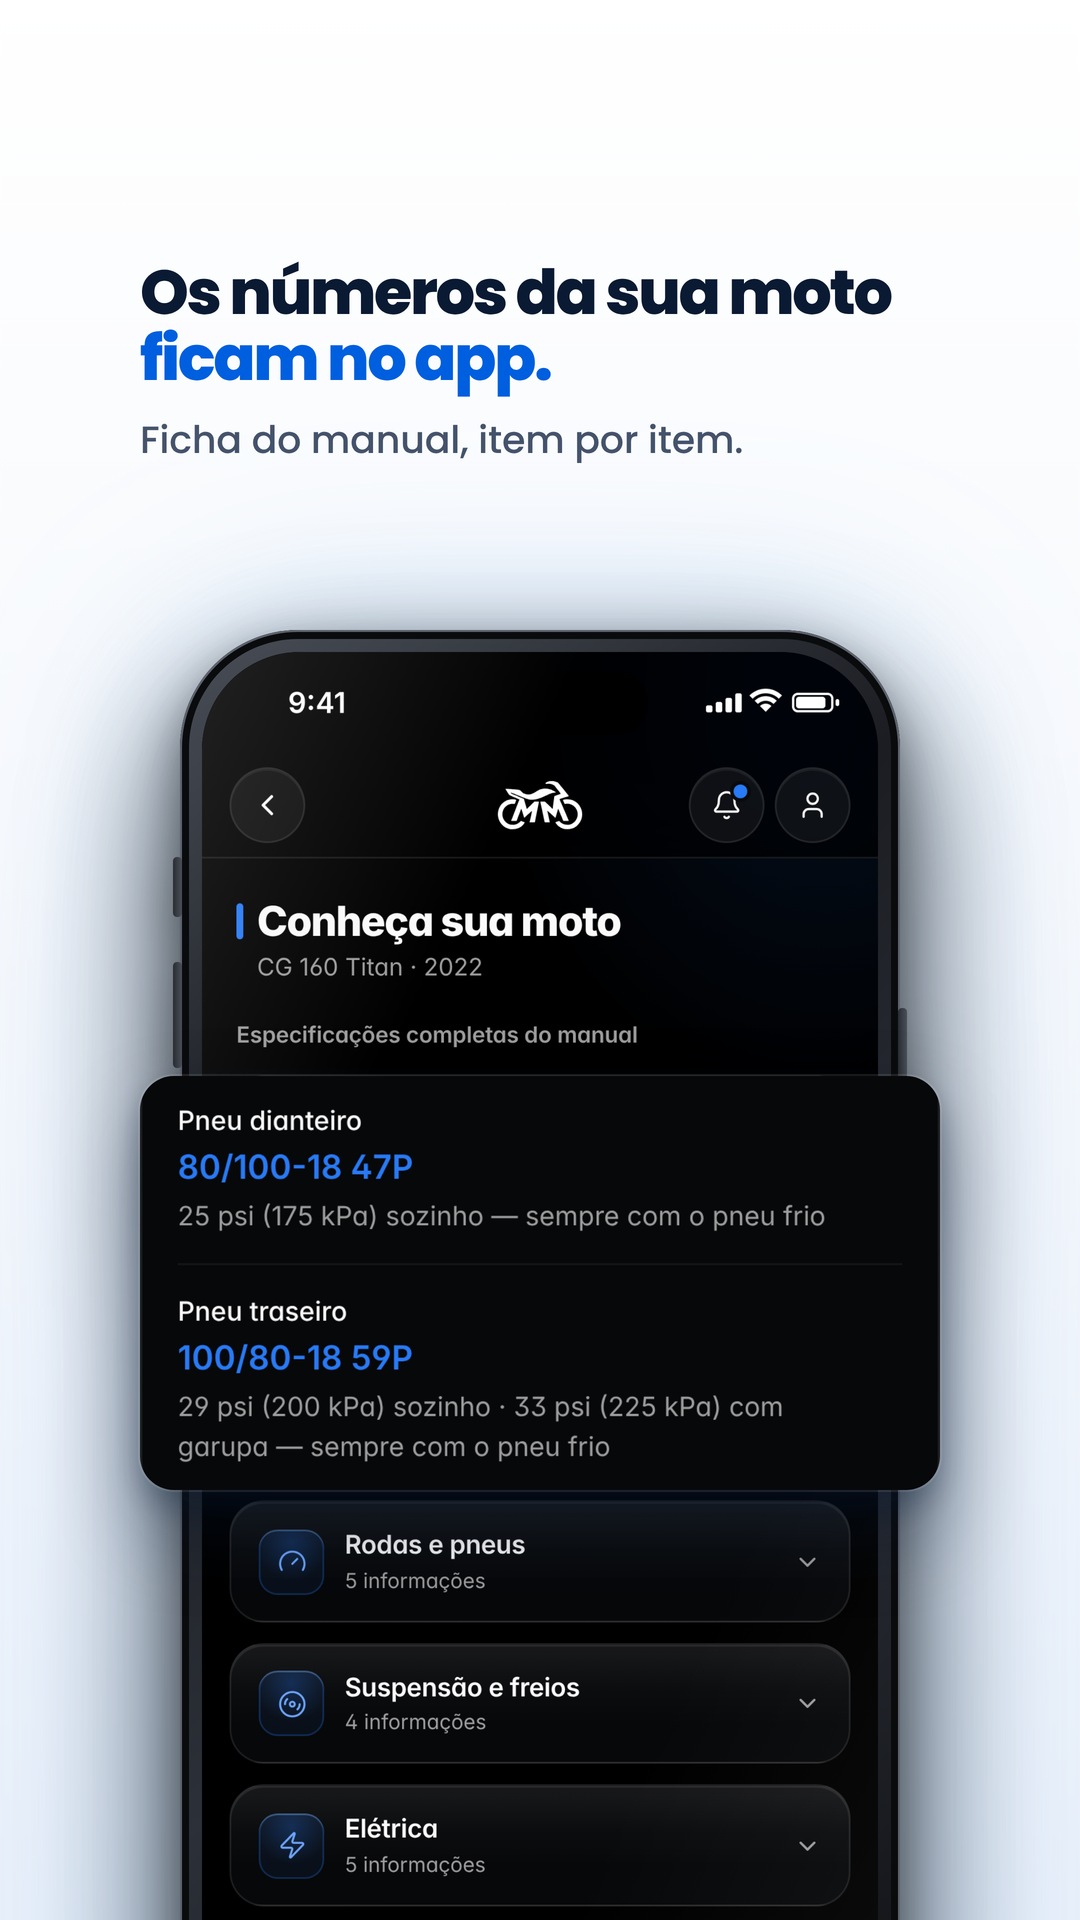 Os números da sua moto
ficam no app.
Ficha do manual, item por item.
9:41
MM
Conheça sua moto
CG 160 Titan · 2022
Especificações completas do manual
Pneu dianteiro
80/100-18 47P
25 psi (175 kPa) sozinho — sempre com o pneu frio
Pneu traseiro
100/80-18 59P
29 psi (200 kPa) sozinho · 33 psi (225 kPa) com
garupa — sempre com o pneu frio
Rodas e pneus
5 informações
Suspensão e freios
4 informações
Elétrica
5 informações